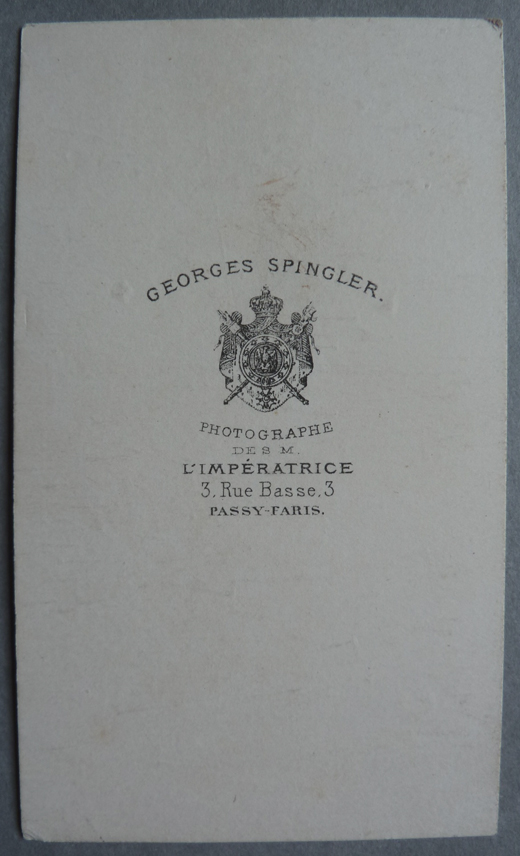 GEORGES SPINGLER.
PHOTOGRAPHE
DE S M.
L'IMPÉRATRICE
3, Rue Basse, 3
PASSY-PARIS.